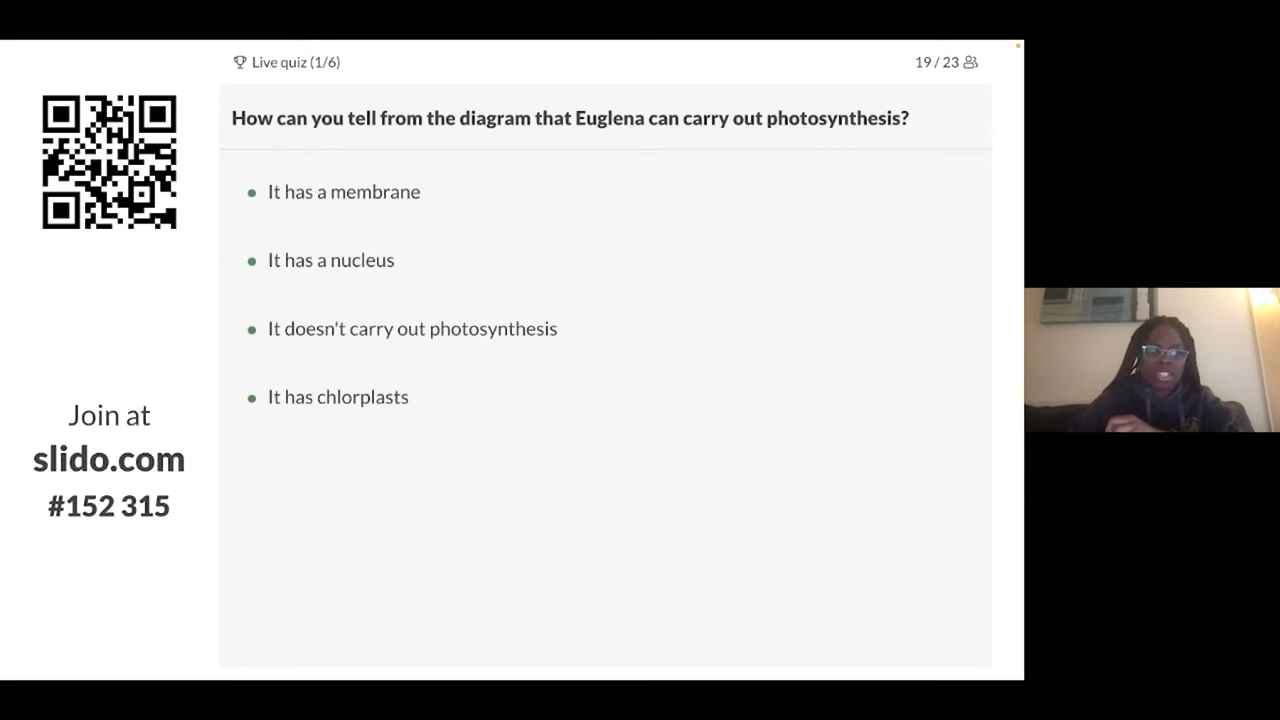 Live quiz (1/6)
19 / 23
How can you tell from the diagram that Euglena can carry out photosynthesis?
It has a membrane
It has a nucleus
It doesn't carry out photosynthesis
It has chlorplasts
Join at
slido.com
#152 315